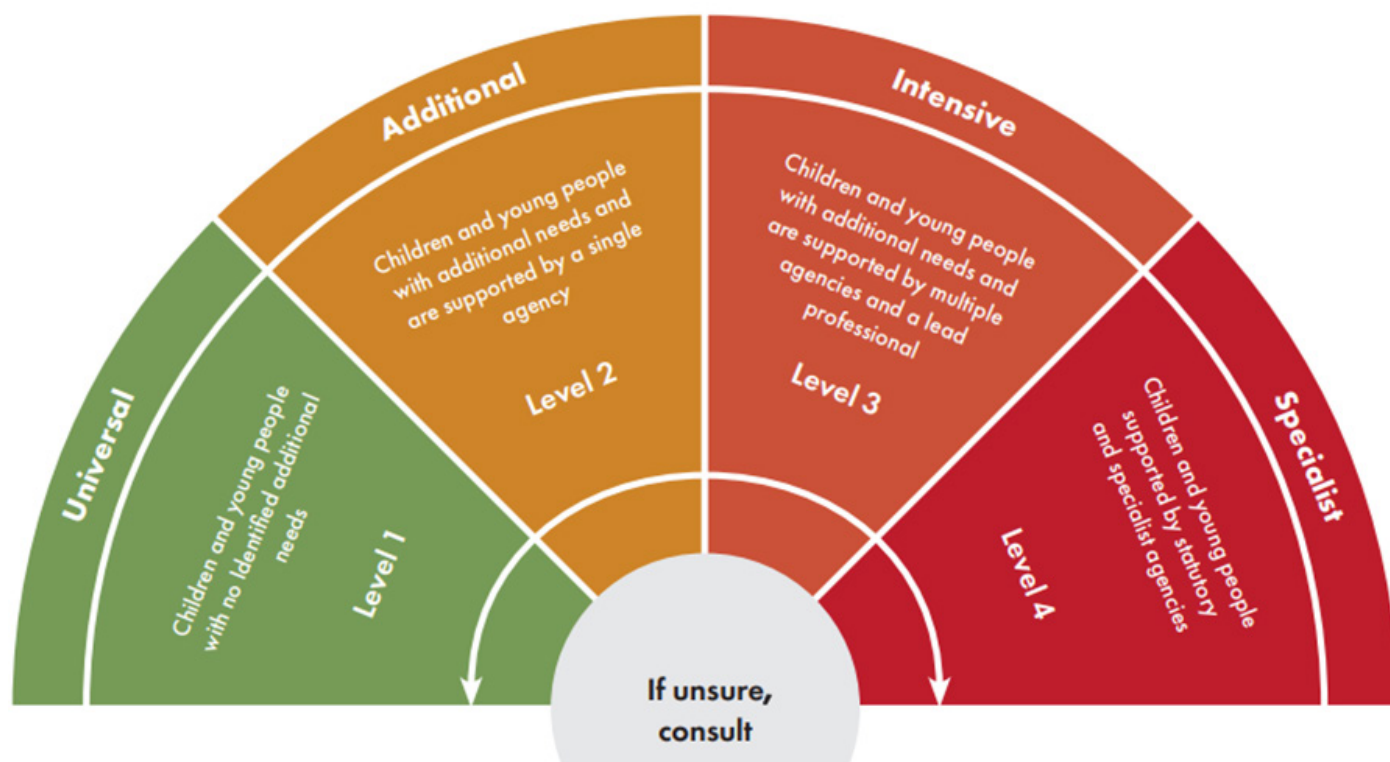 Universal
Children and young people
with no Identified additional
needs
Level 1
Additional
Children and young people
with additional needs and
are supported by a single
agency
Level 2
Intensive
Children and young people
with additional needs and
are supported by multiple
agencies and a lead
professional
Level 3
Specialist
Children and young people
supported by statutory
and specialist agencies
Level 4
If unsure,
consult